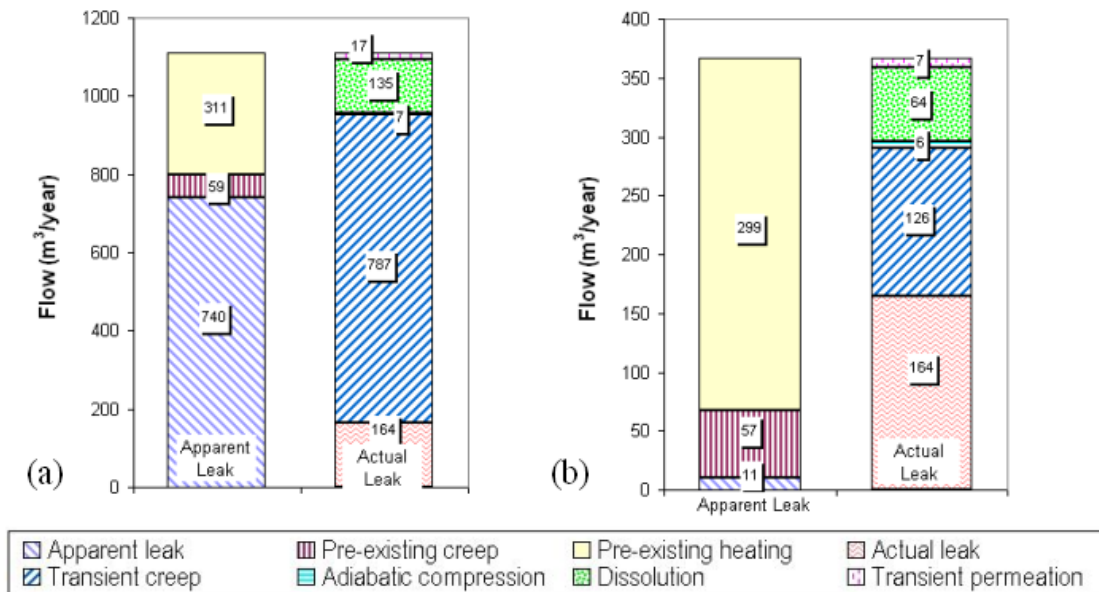 1200
1000
800
600
400
200
0
Flow (m³/year)
311
59
740
Apparent
Leak
17
135
7
787
164
Actual
Leak
(a)
400
350
300
250
200
150
100
50
0
Flow (m³/year)
299
57
11
Apparent Leak
7
64
6
126
164
Actual
Leak
(b)
Apparent leak Pre-existing creep Pre-existing heating Actual leak
Transient creep Adiabatic compression Dissolution Transient permeation